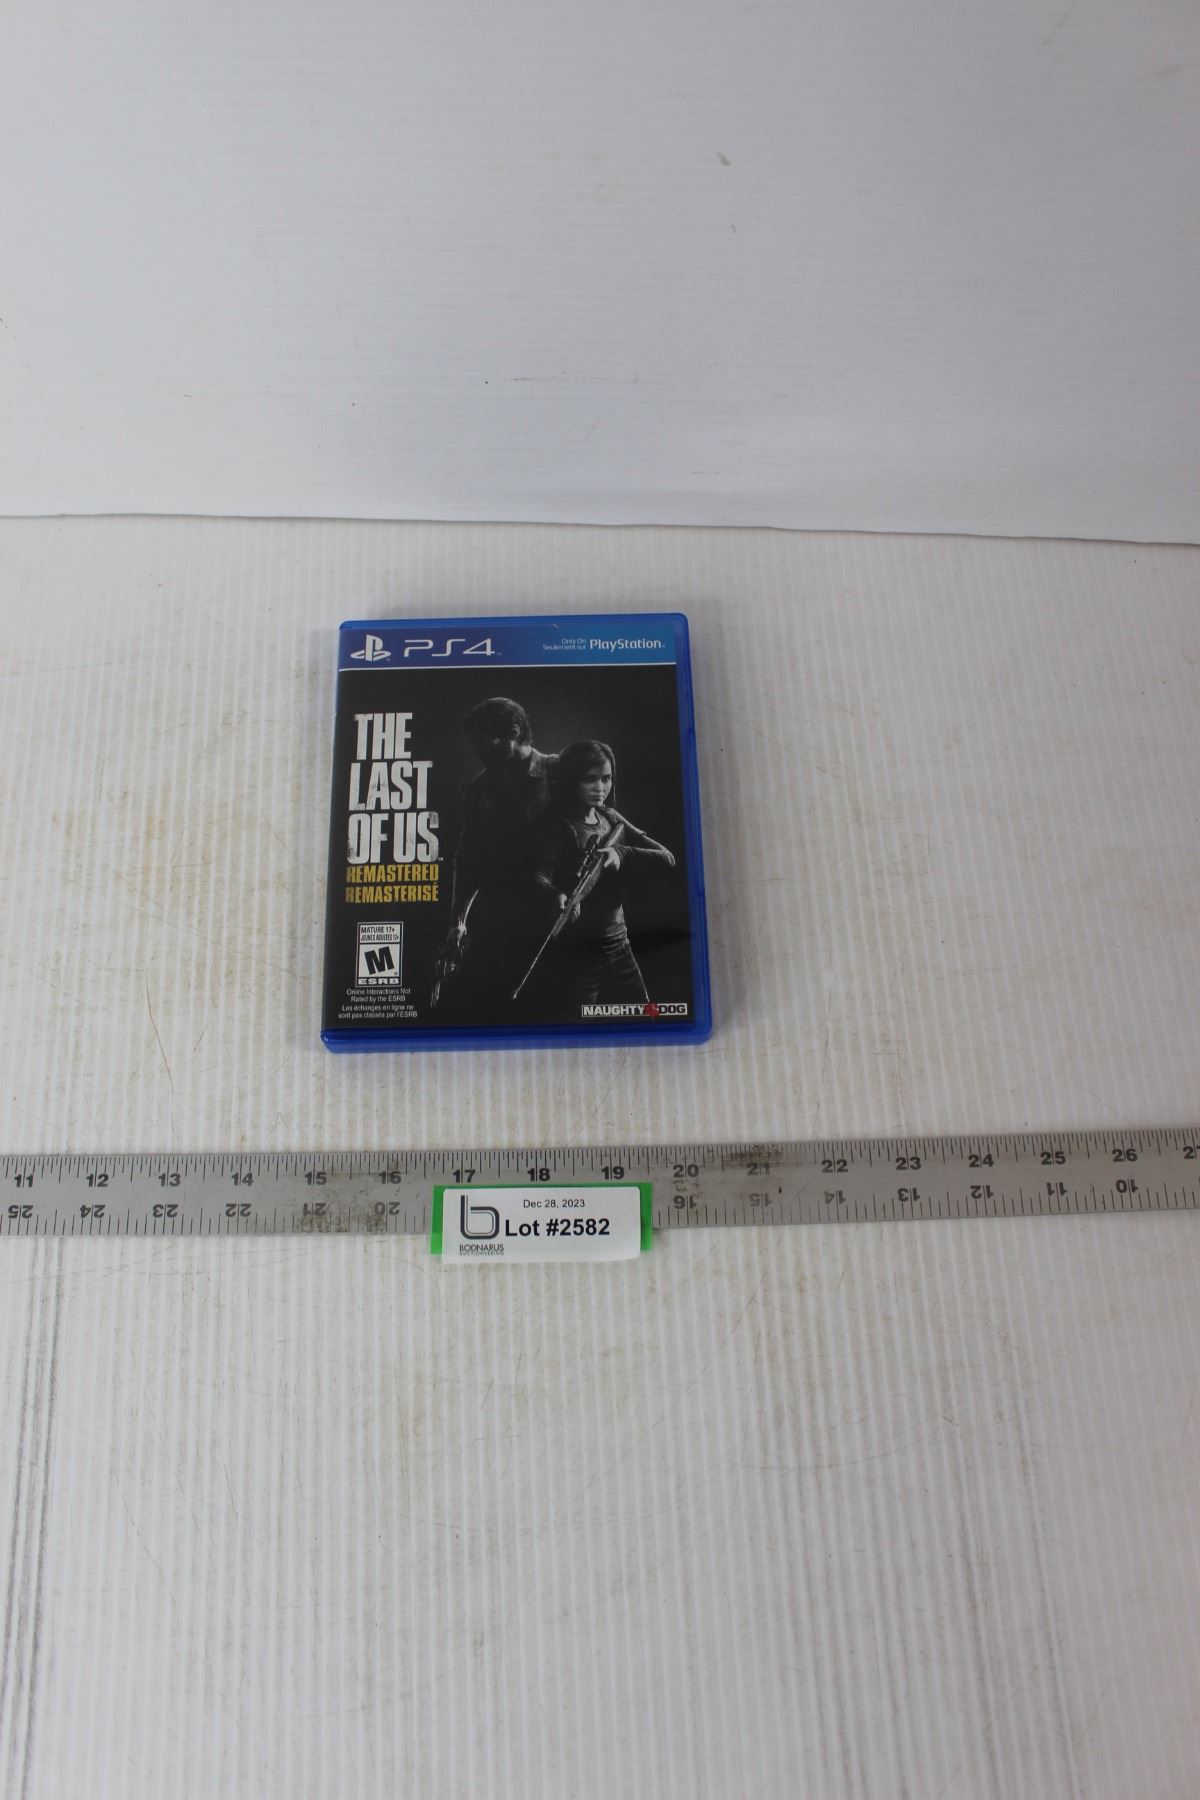 PS4
Only On
Seulement sur
PlayStation
THE
LAST
OF US
REMASTERED
REMASTERISÉ
MATURE 17+
JEUNES ADULTES 17+
M
ESRB
Online Interactions Not
Rated by the ESRB
Les échanges en ligne ne
sont pas classés par l'ESRB
NAUGHTY DOG
11 12 13 14 15 16 17 18 19 20 21 22 23 24 25 26
25 24 23 22 21 20 16 15 14 13 12 11 10
Dec 28, 2023
Lot #2582
BODNARUS
AUCTIONEERING